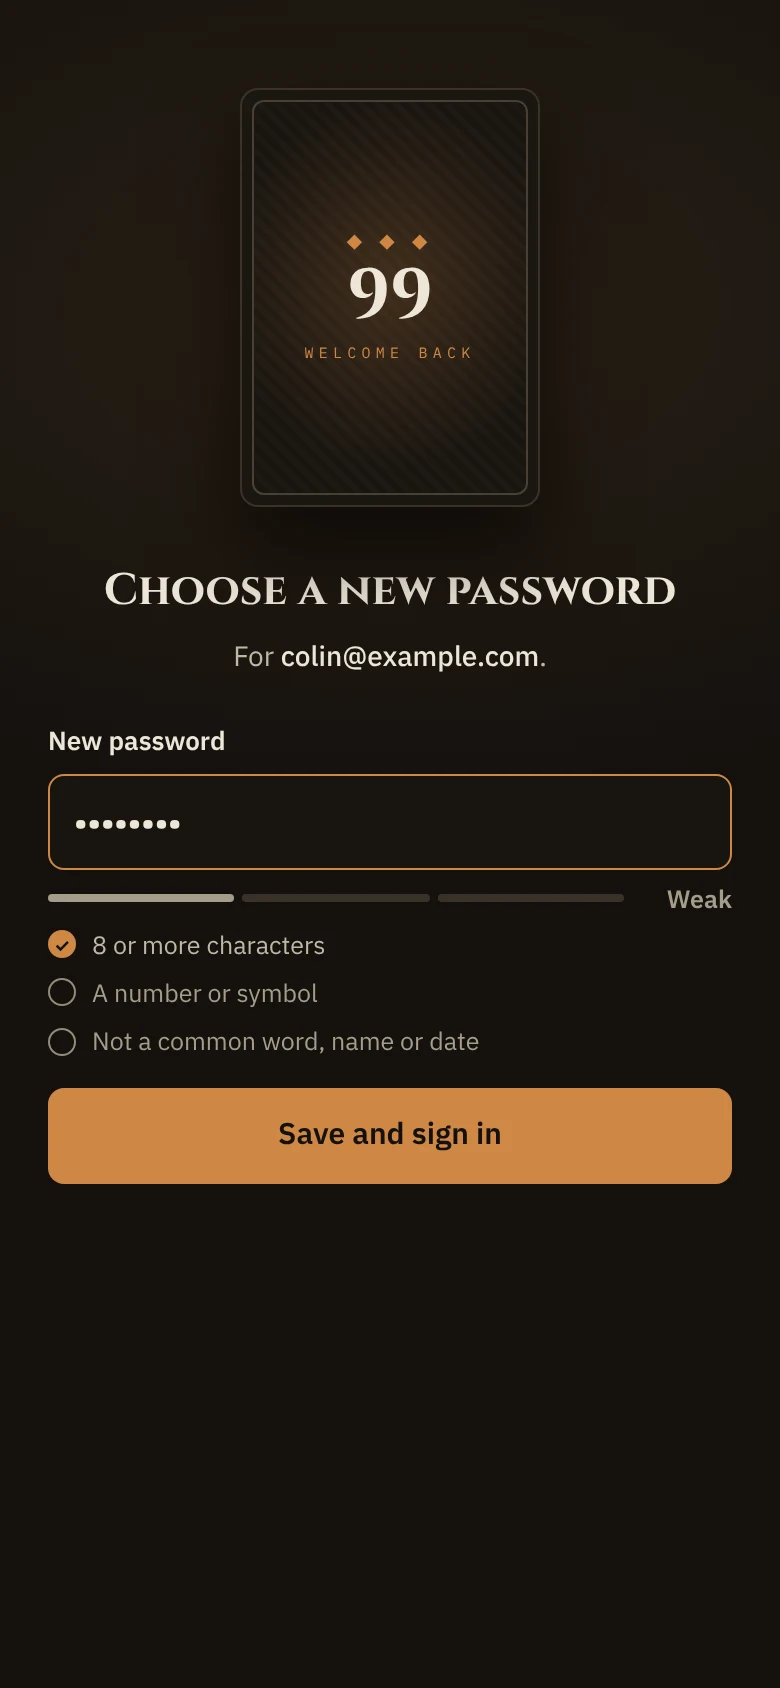 99
WELCOME BACK
Choose a new password
For colin@example.com.
New password
••••••••
Weak
8 or more characters
A number or symbol
Not a common word, name or date
Save and sign in